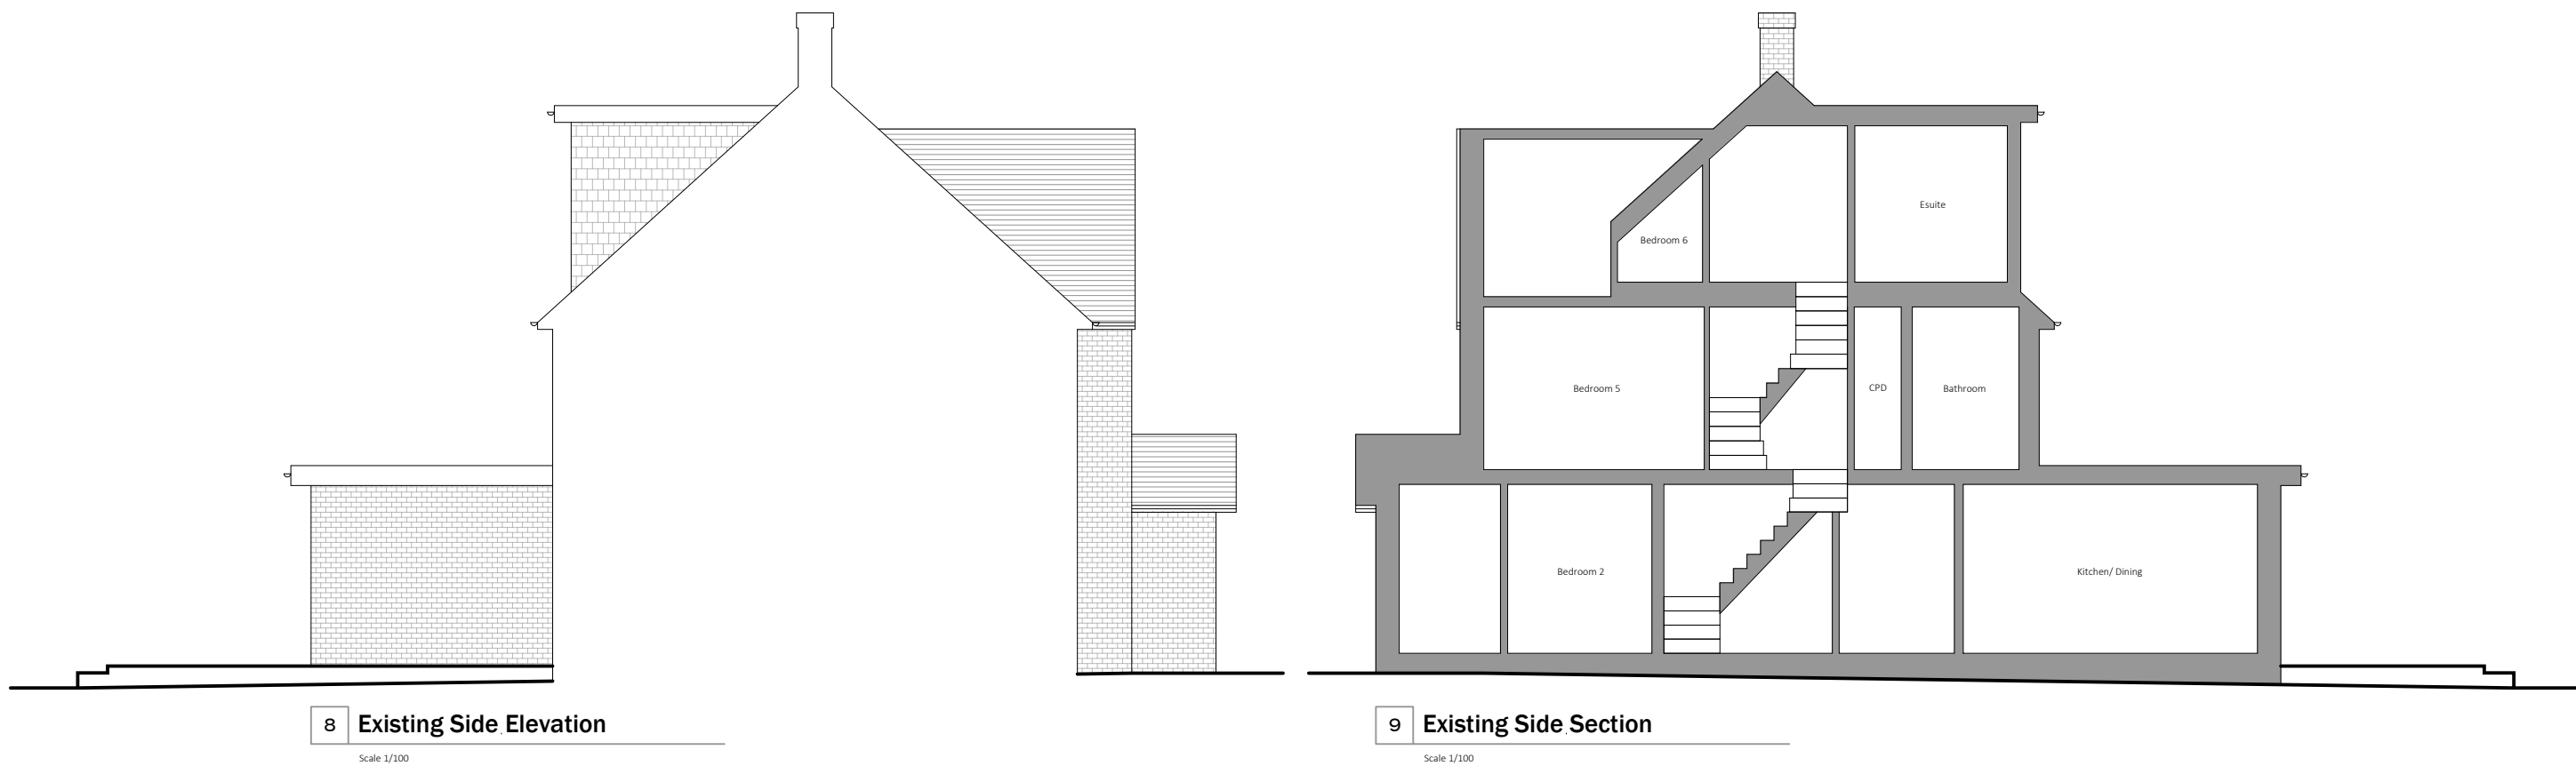 Esuite
Bedroom 6
Bedroom 5
CPD
Bathroom
Bedroom 2
Kitchen/ Dining
8 Existing Side Elevation
Scale 1/100
9 Existing Side Section
Scale 1/100